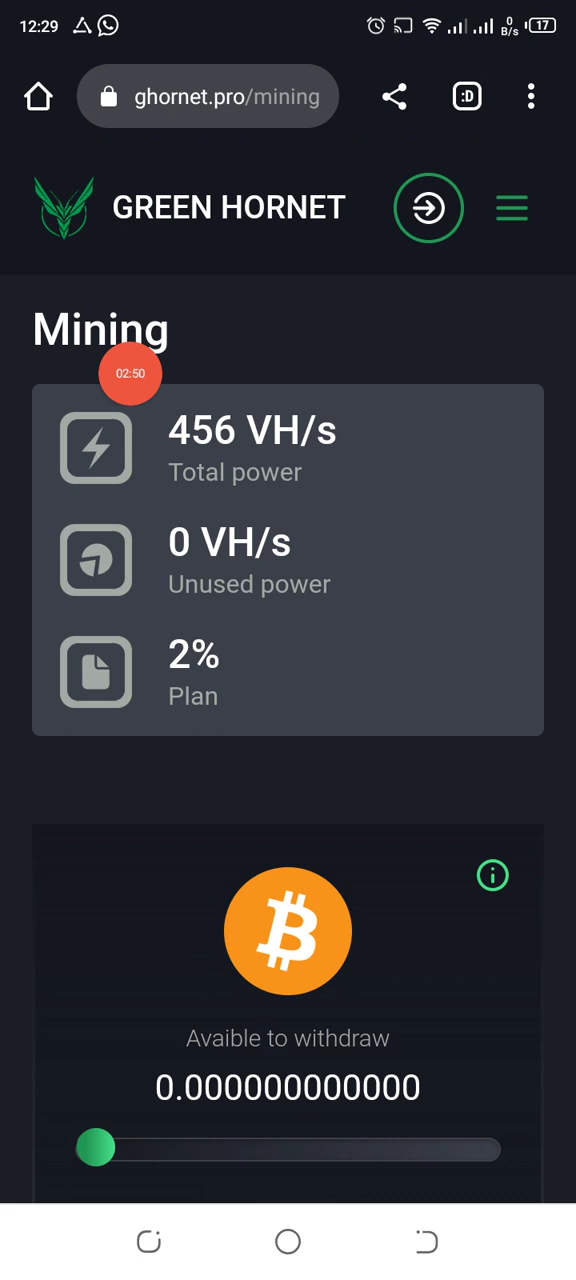 12:29
0
B/s
17
ghornet.pro/mining
:D
GREEN HORNET
Mining
02:50
456 VH/s
Total power
0 VH/s
Unused power
2%
Plan
Avaible to withdraw
0.000000000000